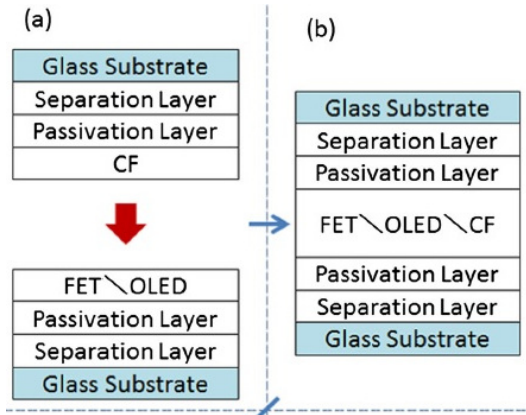 (a)
Glass Substrate
Separation Layer
Passivation Layer
CF
FET＼OLED
Passivation Layer
Separation Layer
Glass Substrate
(b)
Glass Substrate
Separation Layer
Passivation Layer
FET＼OLED＼CF
Passivation Layer
Separation Layer
Glass Substrate